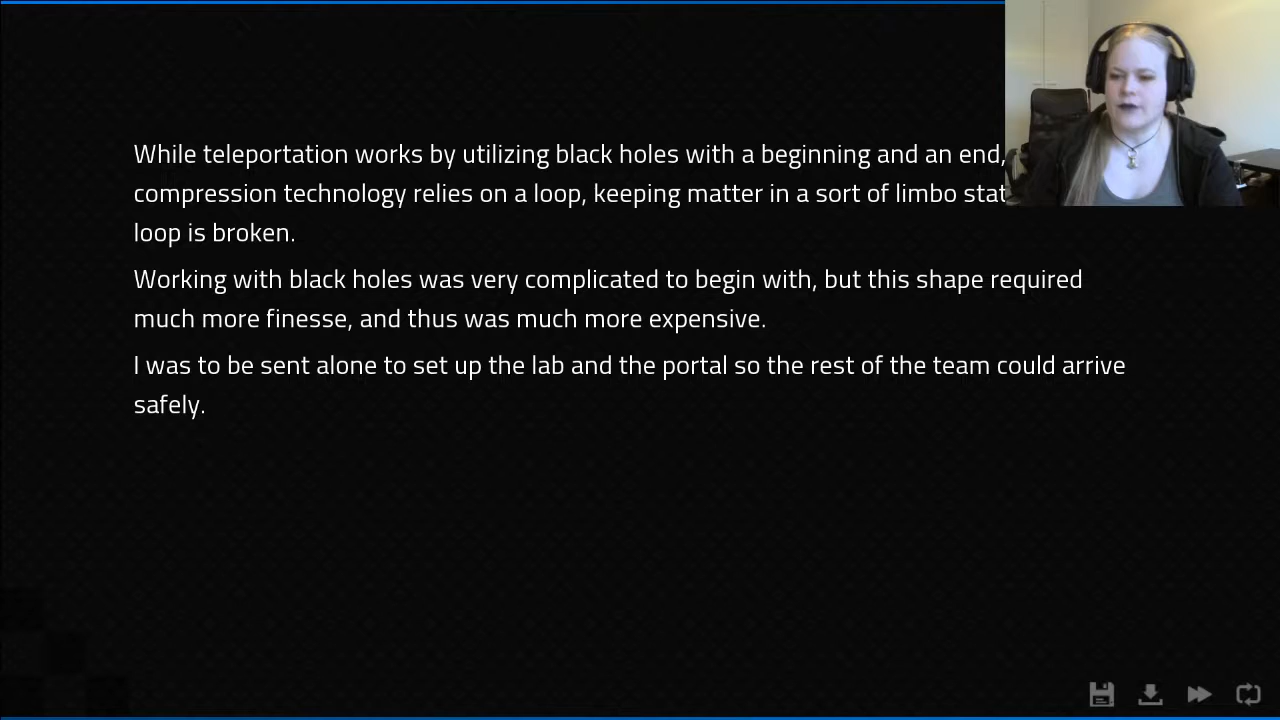 While teleportation works by utilizing black holes with a beginning and an end,
compression technology relies on a loop, keeping matter in a sort of limbo
loop is broken.
Working with black holes was very complicated to begin with, but this shape required
much more finesse, and thus was much more expensive.
I was to be sent alone to set up the lab and the portal so the rest of the team could arrive
safely.